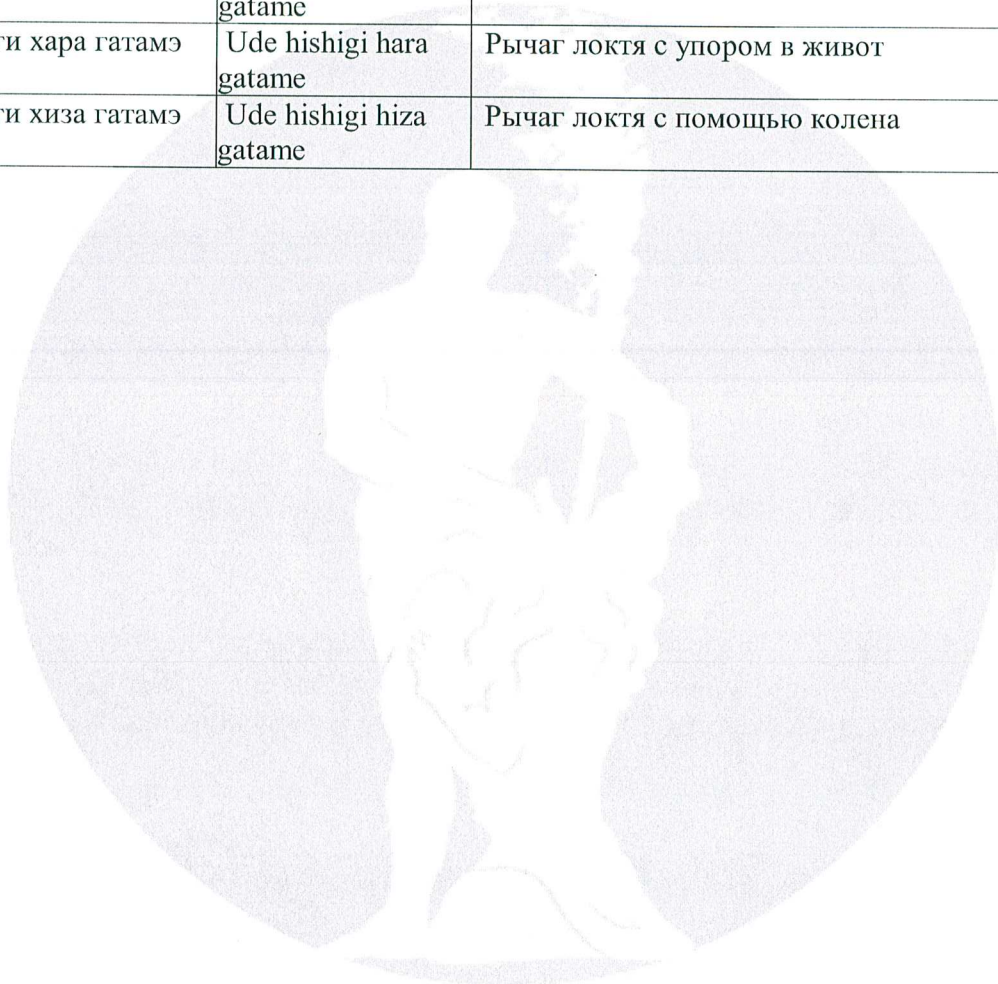 gatame
ги хара гатамэ Ude hishigi hara Рычаг локтя с упором в живот
gatame
ги хиза гатамэ Ude hishigi hiza Рычаг локтя с помощью колена
gatame